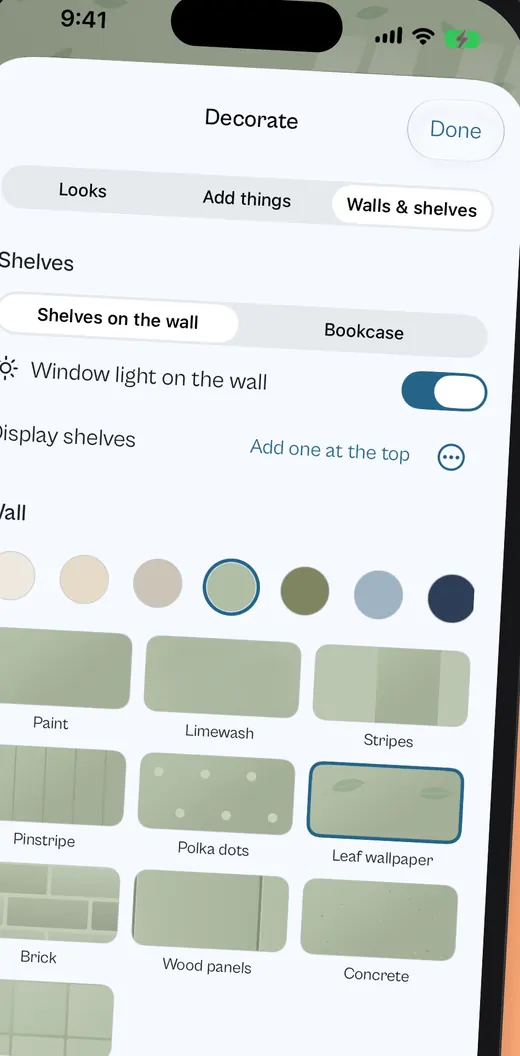 9:41
Decorate
Done
Looks
Add things
Walls & shelves
Shelves
Shelves on the wall
Bookcase
Window light on the wall
Display shelves
Add one at the top
Wall
Paint
Limewash
Stripes
Pinstripe
Polka dots
Leaf wallpaper
Brick
Wood panels
Concrete